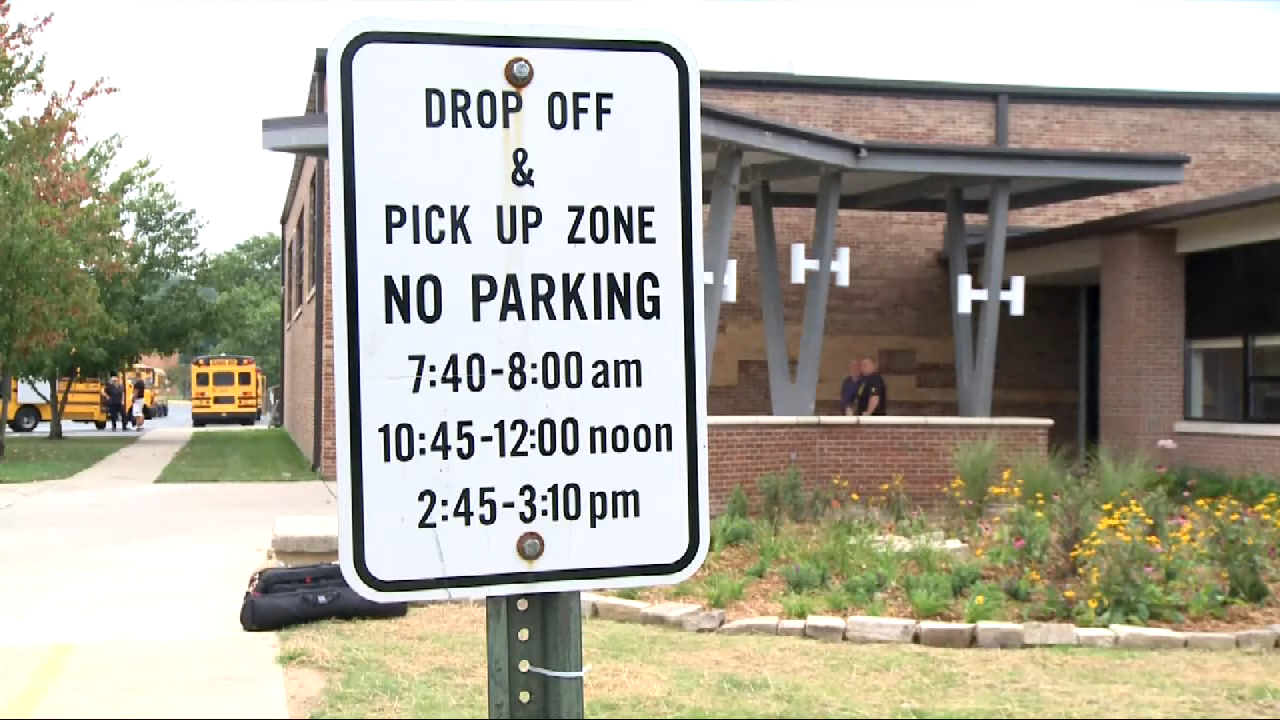 DROP OFF
&
PICK UP ZONE
NO PARKING
7:40-8:00 am
10:45-12:00 noon
2:45-3:10 pm